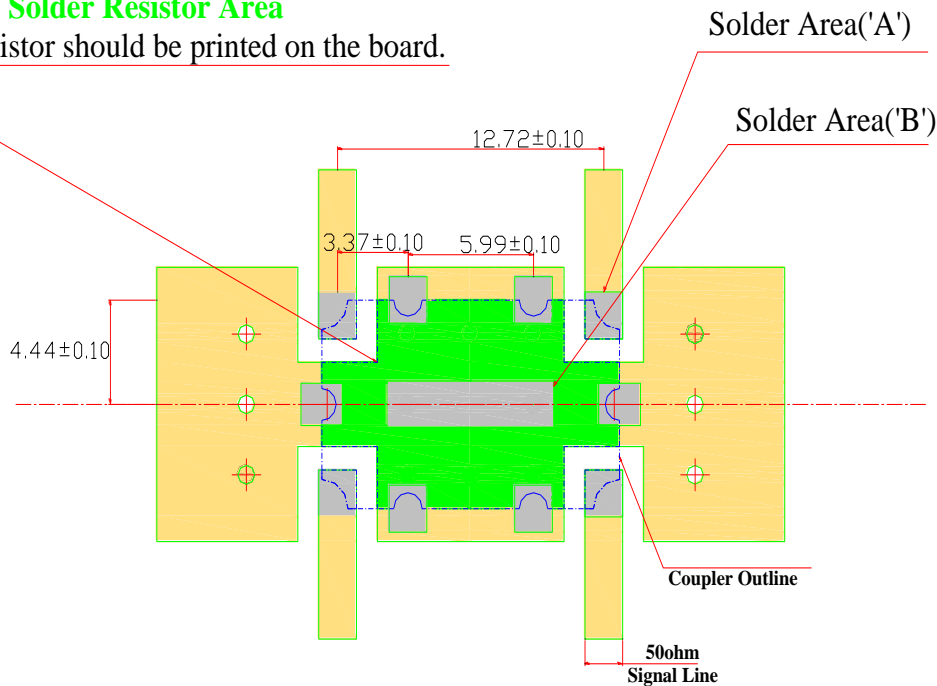 Solder Resistor Area
istor should be printed on the board.
Solder Area('A')
Solder Area('B')
12.72±0.10
3.37±0.10
5.99±0.10
4.44±0.10
Coupler Outline
50ohm
Signal Line